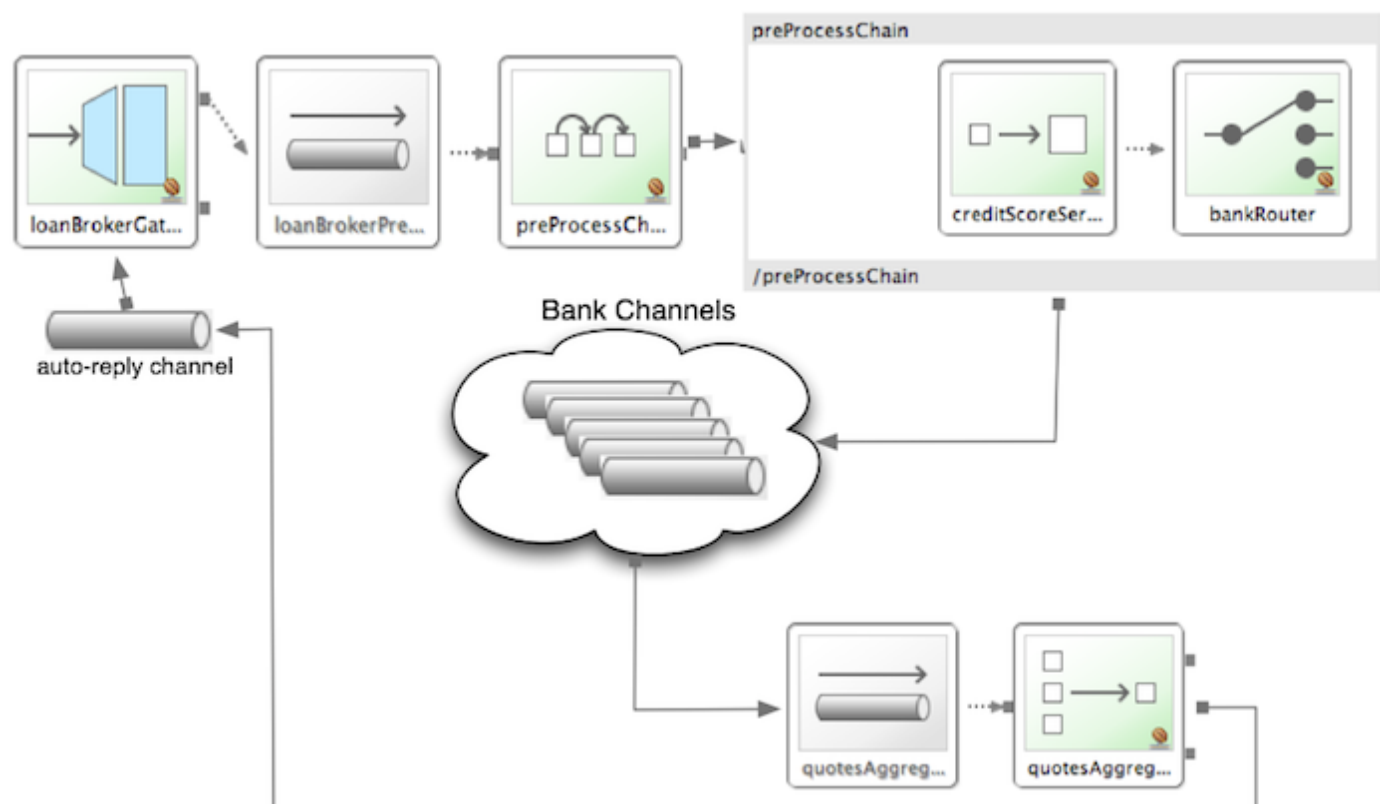 preProcessChain
loanBrokerGat...
loanBrokerPre...
preProcessCh...
creditScoreSer...
bankRouter
/preProcessChain
Bank Channels
auto-reply channel
quotesAggreg...
quotesAggreg...